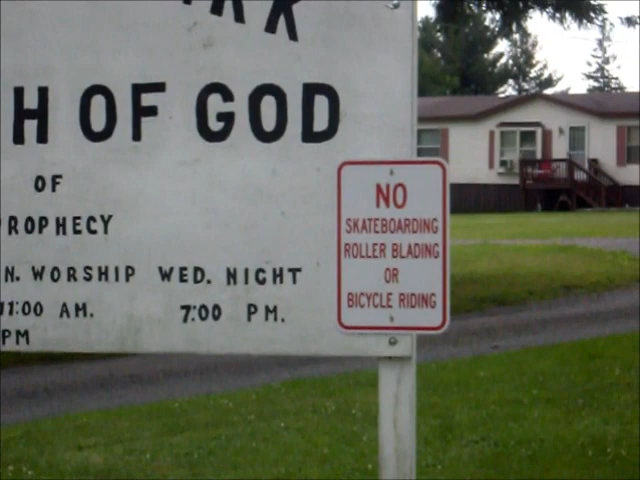 H OF GOD
OF
PROPHECY
N. WORSHIP WED. NIGHT
11:00 AM. 7:00 PM.
PM
NO
SKATEBOARDING
ROLLER BLADING
OR
BICYCLE RIDING